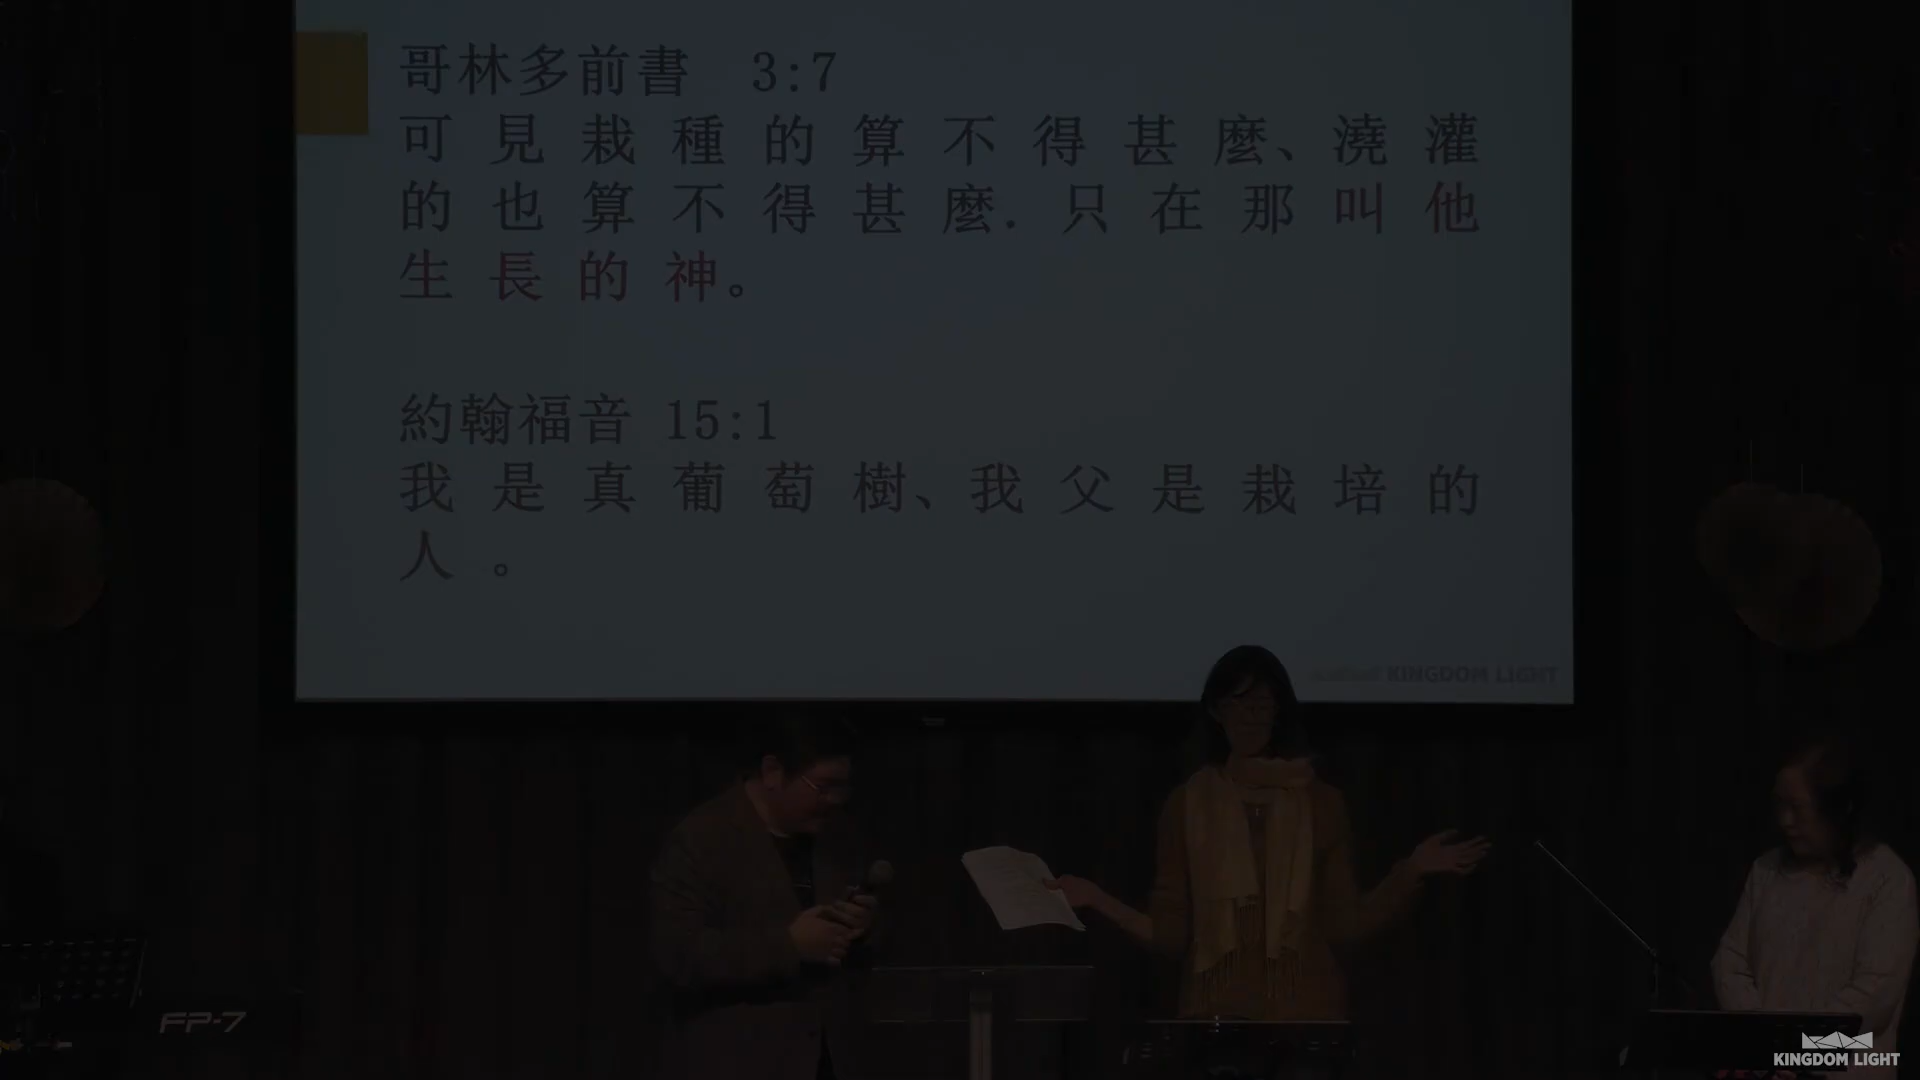 哥林多前書 3:7
可見栽種的算不得甚麼、澆灌
的也算不得甚麼.只在那叫他
生長的神。
約翰福音 15:1
我是真葡萄樹、我父是栽培的
人。
KINGDOM LIGHT
FP-7
KINGDOM LIGHT